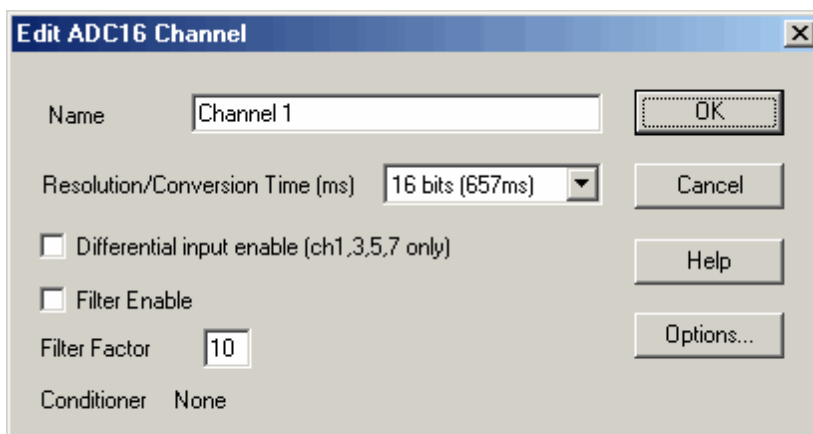 Edit ADC16 Channel
Name Channel 1 OK
Resolution/Conversion Time (ms) 16 bits (657ms) Cancel
Differential input enable (ch1,3,5,7 only)
Help
Filter Enable
Filter Factor 10 Options...
Conditioner None